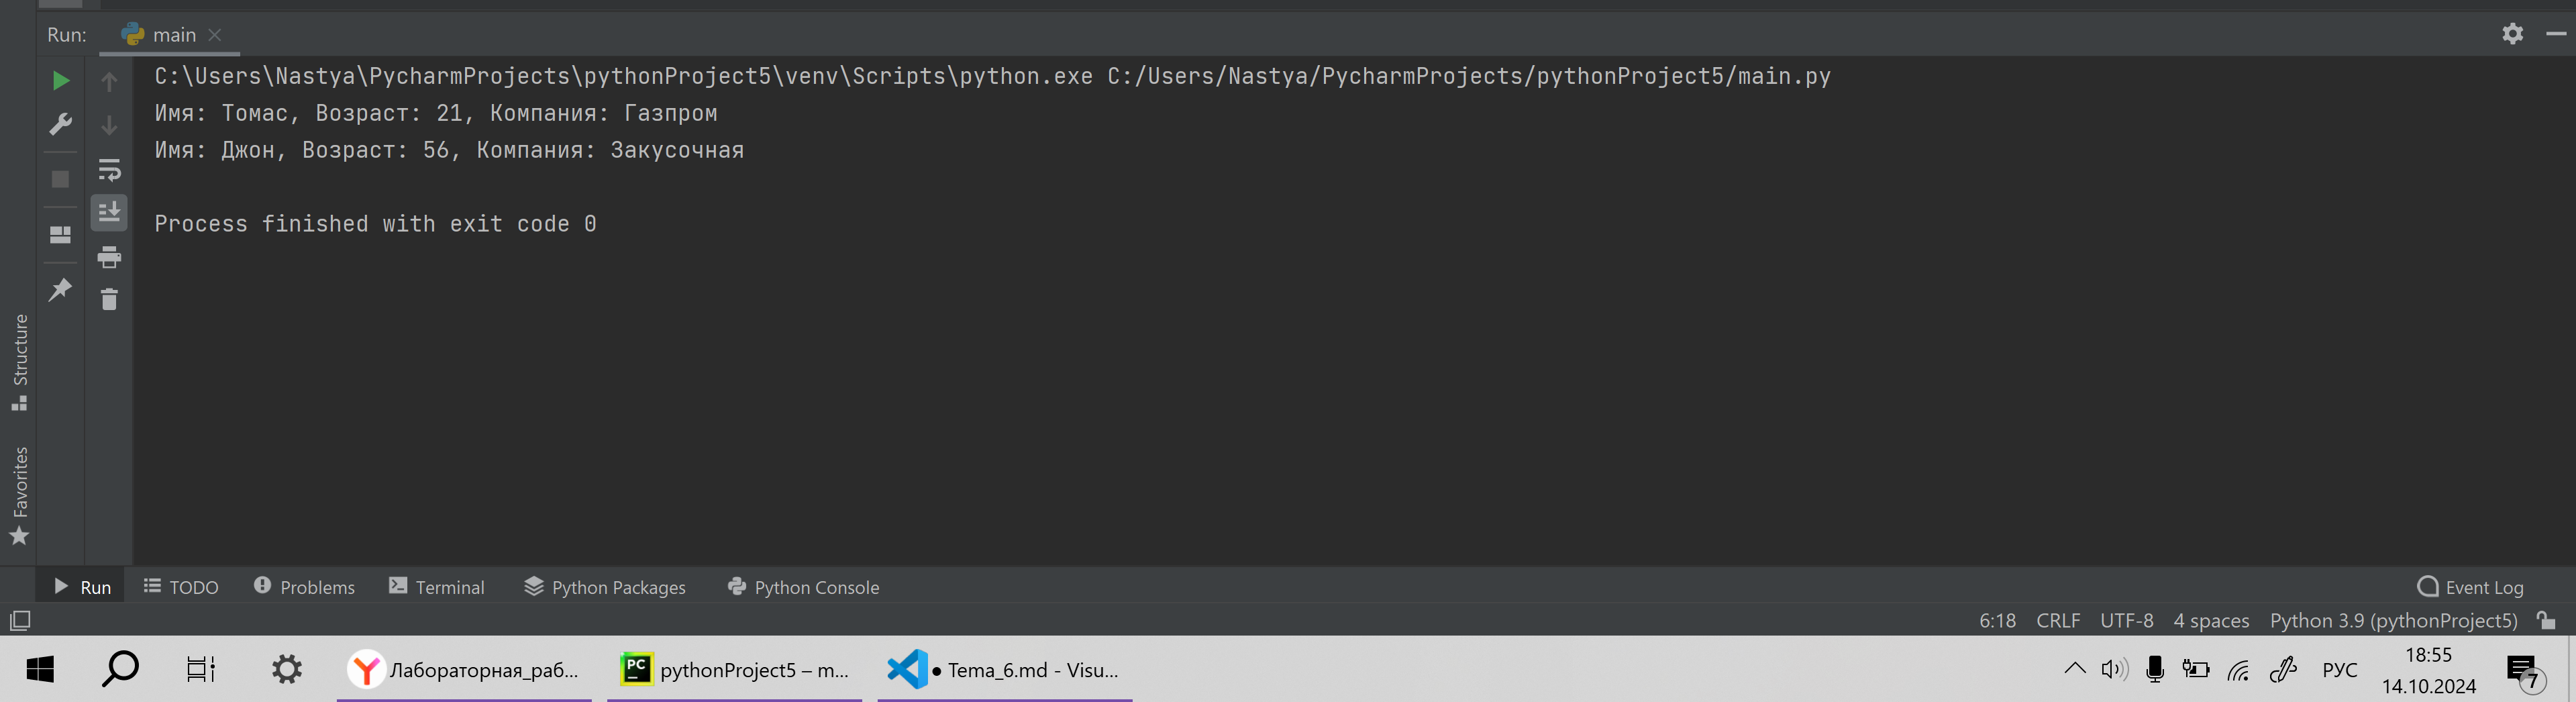 Run: main
C:\Users\Nastya\PycharmProjects\pythonProject5\venv\Scripts\python.exe C:/Users/Nastya/PycharmProjects/pythonProject5/main.py
Имя: Томас, Возраст: 21, Компания: Газпром
Имя: Джон, Возраст: 56, Компания: Закусочная
Process finished with exit code 0
Structure
Favorites
Run TODO Problems Terminal Python Packages Python Console Event Log
6:18 CRLF UTF-8 4 spaces Python 3.9 (pythonProject5)
Лабораторная_раб... PC pythonProject5 – m... ● Tema_6.md - Visu... РУС 18:55
14.10.2024 7